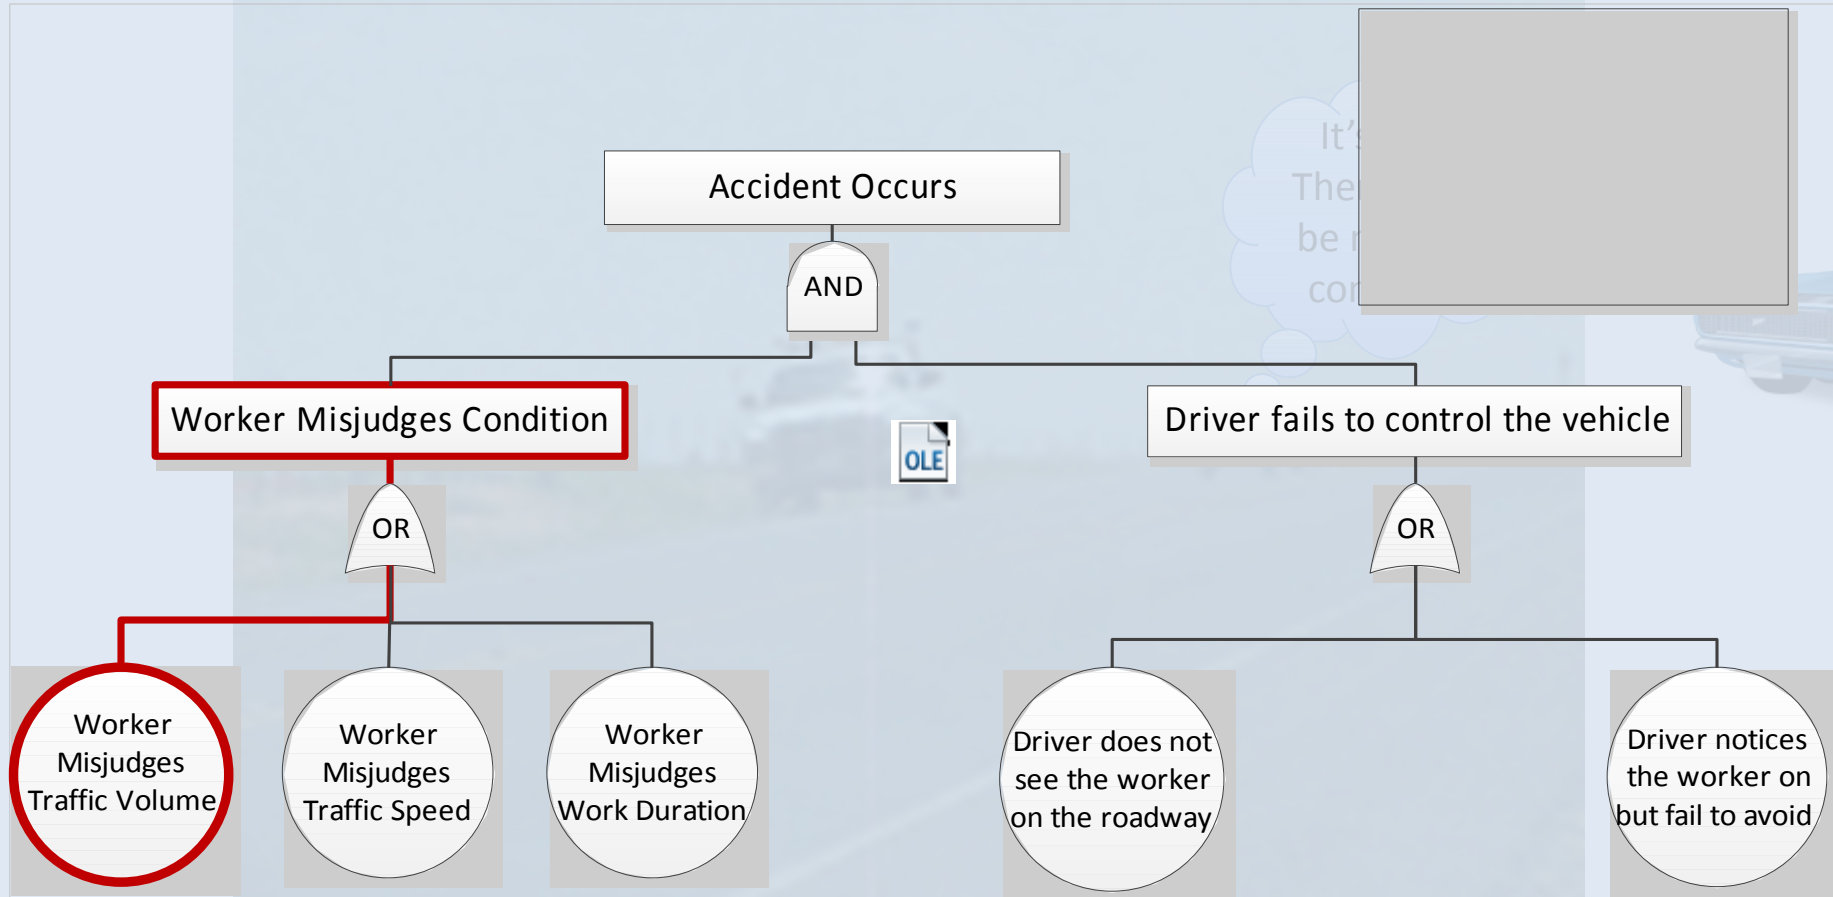 It's
Accident Occurs
be
AND
Worker Misjudges Condition
Driver fails to control the vehicle
OLE
OR
OR
Worker
Misjudges
Traffic Volume
Worker
Misjudges
Traffic Speed
Worker
Misjudges
Work Duration
Driver does not
see the worker
on the roadway
Driver notices
the worker on
but fail to avoid